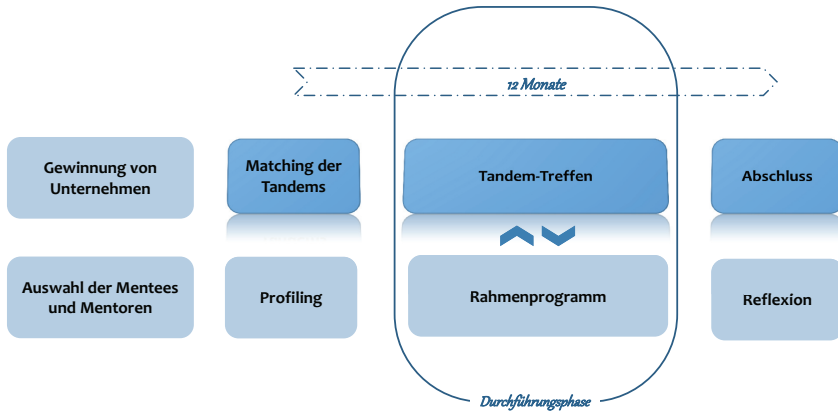 12 Monate
Gewinnung von
Unternehmen
Matching der
Tandems
Tandem-Treffen
Abschluss
Auswahl der Mentees
und Mentoren
Profiling
Rahmenprogramm
Reflexion
Durchführungsphase